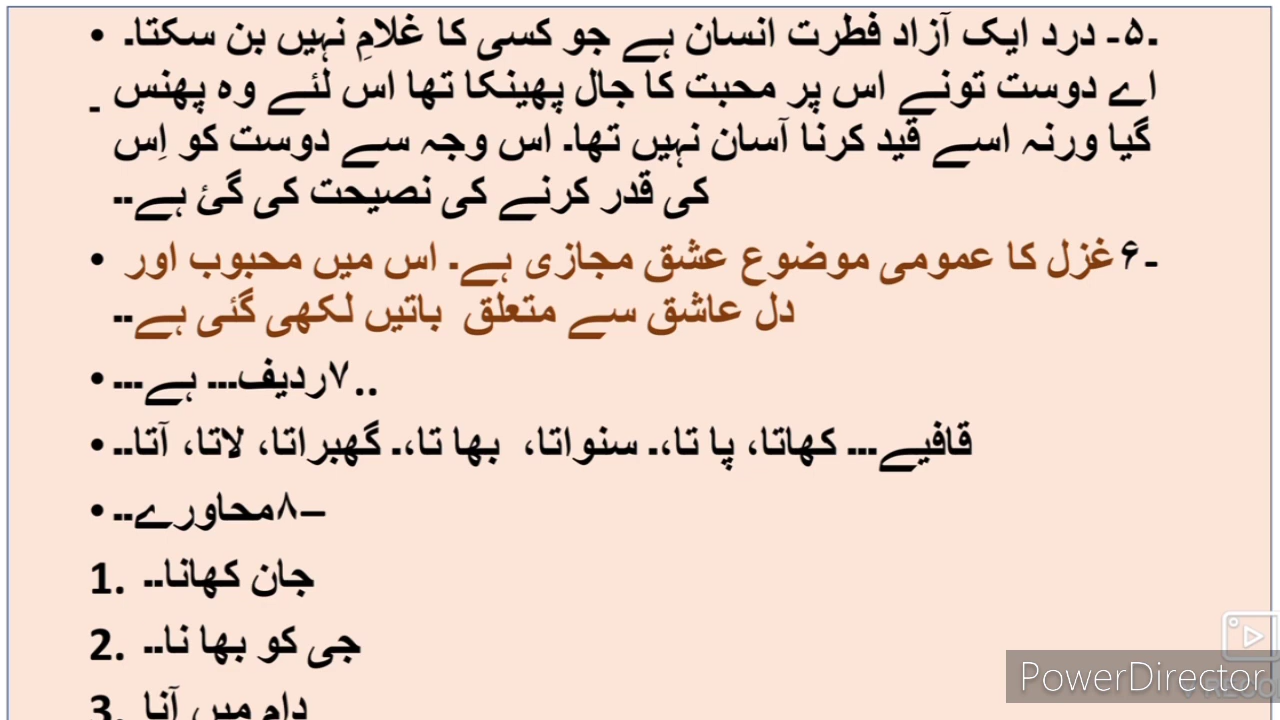 ۵۔ درد ایک آزاد فطرت انسان ہے جو کسی کا غلامِ نہیں بن سکتا۔
اے دوست تونے اس پر محبت کا جال پھینکا تھا اس لئے وہ پھنس
گیا ورنہ اسے قید کرنا آسان نہیں تھا۔ اس وجہ سے دوست کو اِس
کی قدر کرنے کی نصیحت کی گئ ہے۔۔
۶۔ غزل کا عمومی موضوع عشق مجازی ہے۔ اس میں محبوب اور
دل عاشق سے متعلق باتیں لکھی گئی ہے۔۔
۷..ردیف۔۔۔ ہے۔۔۔
قافیے۔۔۔ کھاتا، پا تا،۔ سنواتا، بھا تا،۔ گھبراتا، لاتا، آتا۔۔
۸–محاورے۔۔
1. جان کھانا۔۔
2. جی کو بھا نا۔۔
3. دام میں آنا
PowerDirector